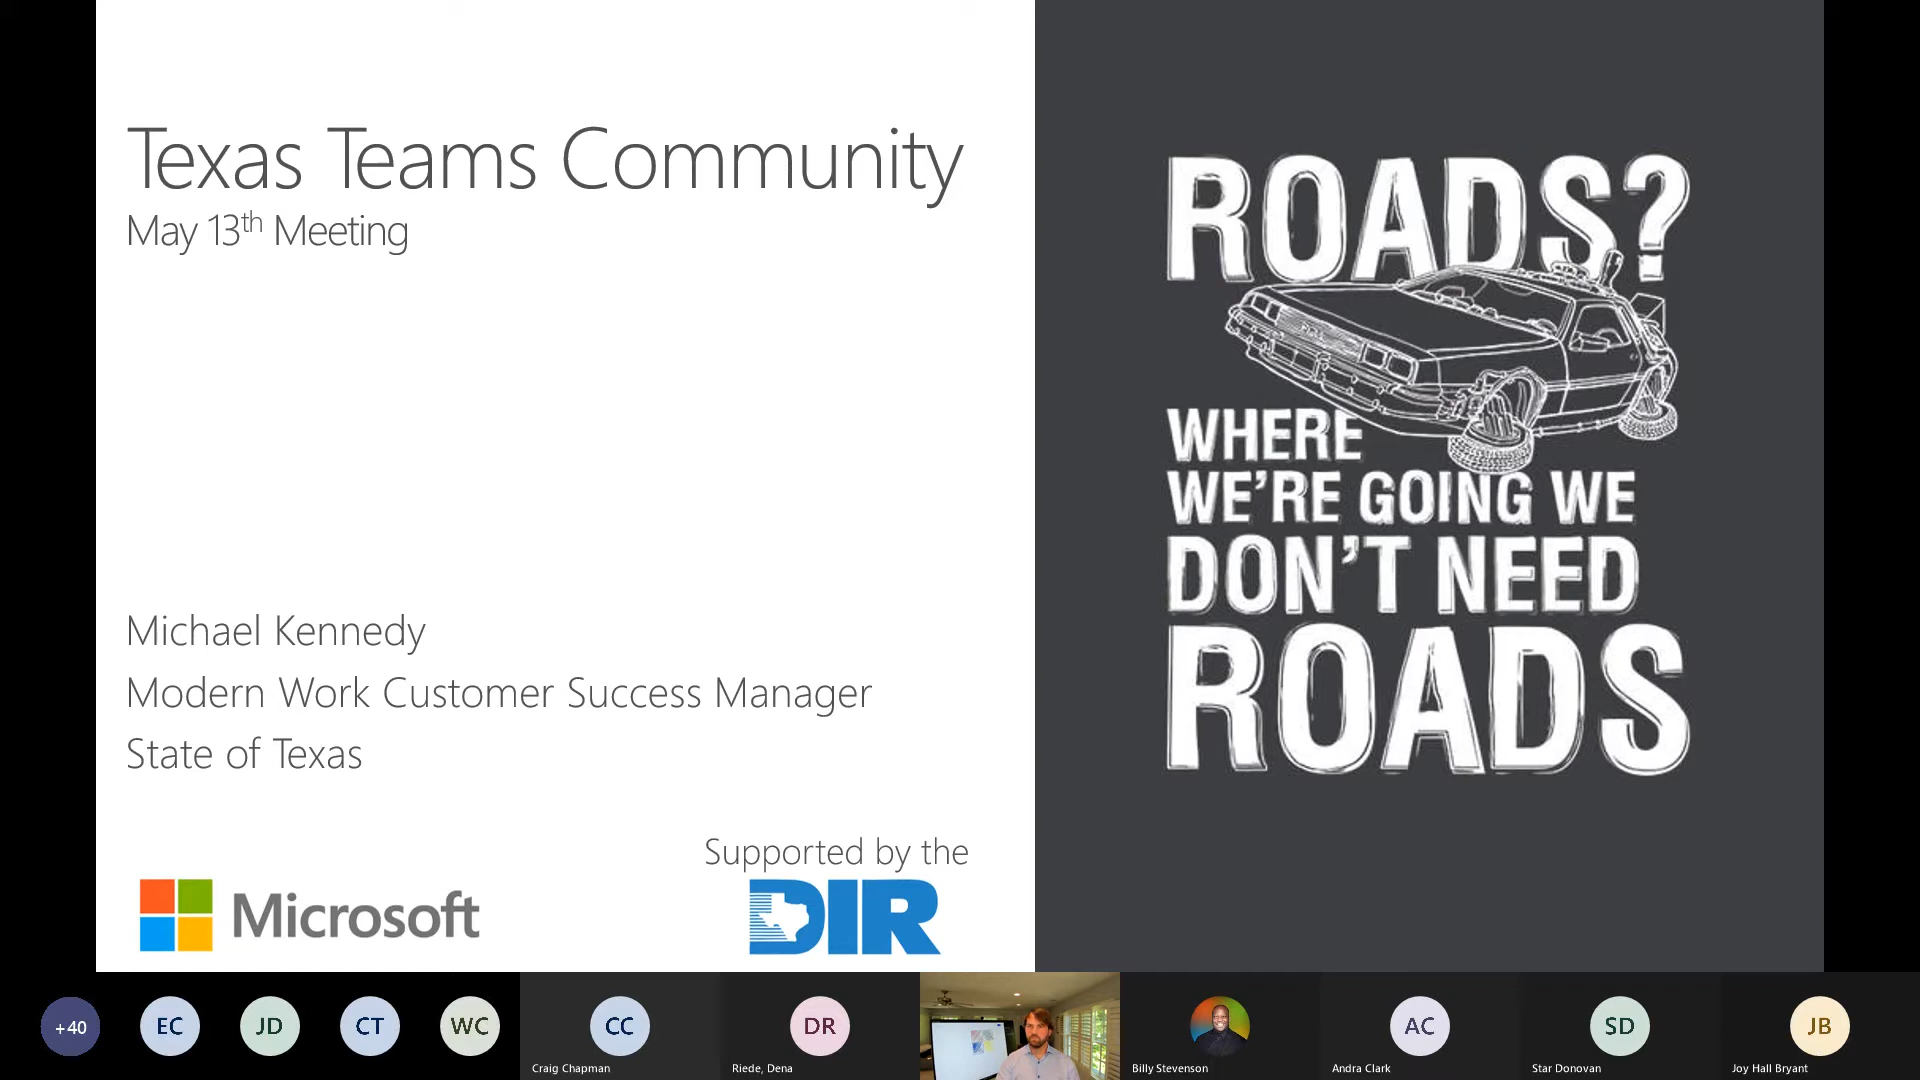 Texas Teams Community
May 13th Meeting
Michael Kennedy
Modern Work Customer Success Manager
State of Texas
Supported by the
Microsoft
DIR
ROADS?
WHERE
WE'RE GOING WE
DON'T NEED
ROADS
+40
EC
JD
CT
WC
CC
Craig Chapman
DR
Riede, Dena
Billy Stevenson
AC
Andra Clark
SD
Star Donovan
JB
Joy Hall Bryant